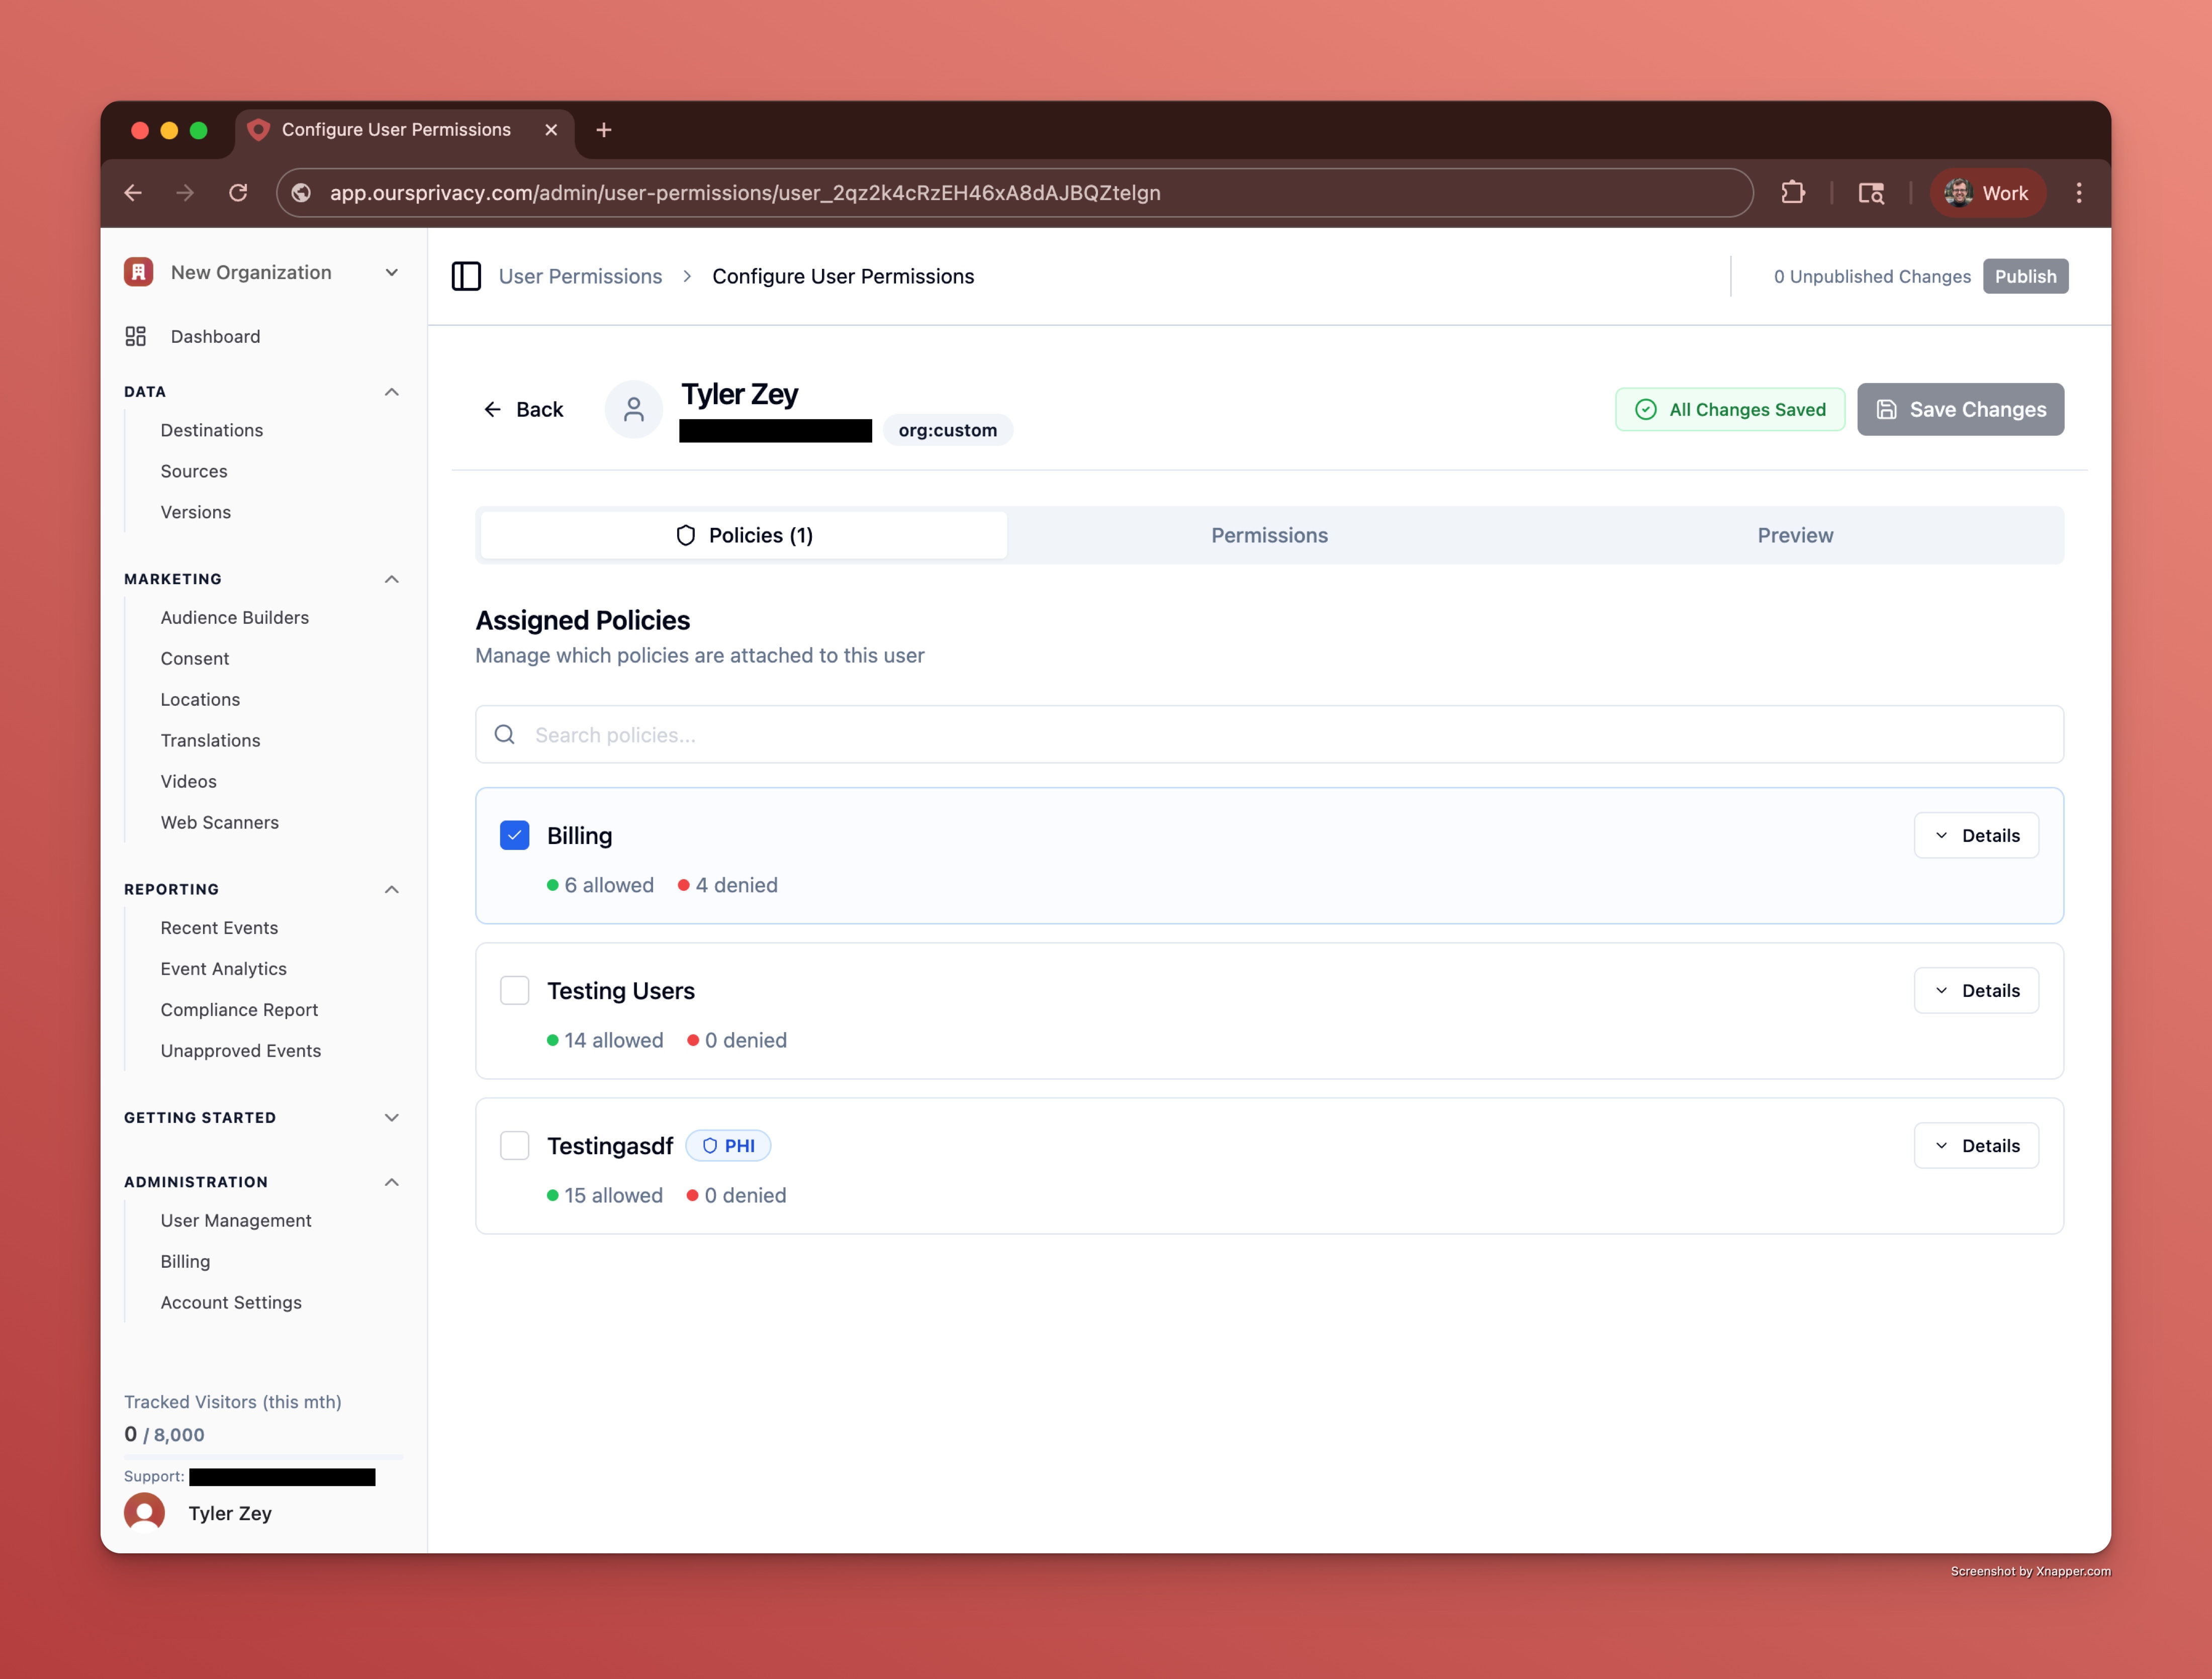 Configure User Permissions
app.oursprivacy.com/admin/user-permissions/user_2qz2k4cRzEH46xA8dAJBQZtelgn
Work
New Organization
Dashboard
DATA
Destinations
Sources
Versions
MARKETING
Audience Builders
Consent
Locations
Translations
Videos
Web Scanners
REPORTING
Recent Events
Event Analytics
Compliance Report
Unapproved Events
GETTING STARTED
ADMINISTRATION
User Management
Billing
Account Settings
Tracked Visitors (this mth)
0 / 8,000
Support:
Tyler Zey
User Permissions > Configure User Permissions
0 Unpublished Changes Publish
Back
Tyler Zey
org:custom
All Changes Saved
Save Changes
Policies (1)
Permissions
Preview
Assigned Policies
Manage which policies are attached to this user
Search policies...
Billing
Details
6 allowed 4 denied
Testing Users
Details
14 allowed 0 denied
Testingasdf PHI
Details
15 allowed 0 denied
Screenshot by Xnapper.com